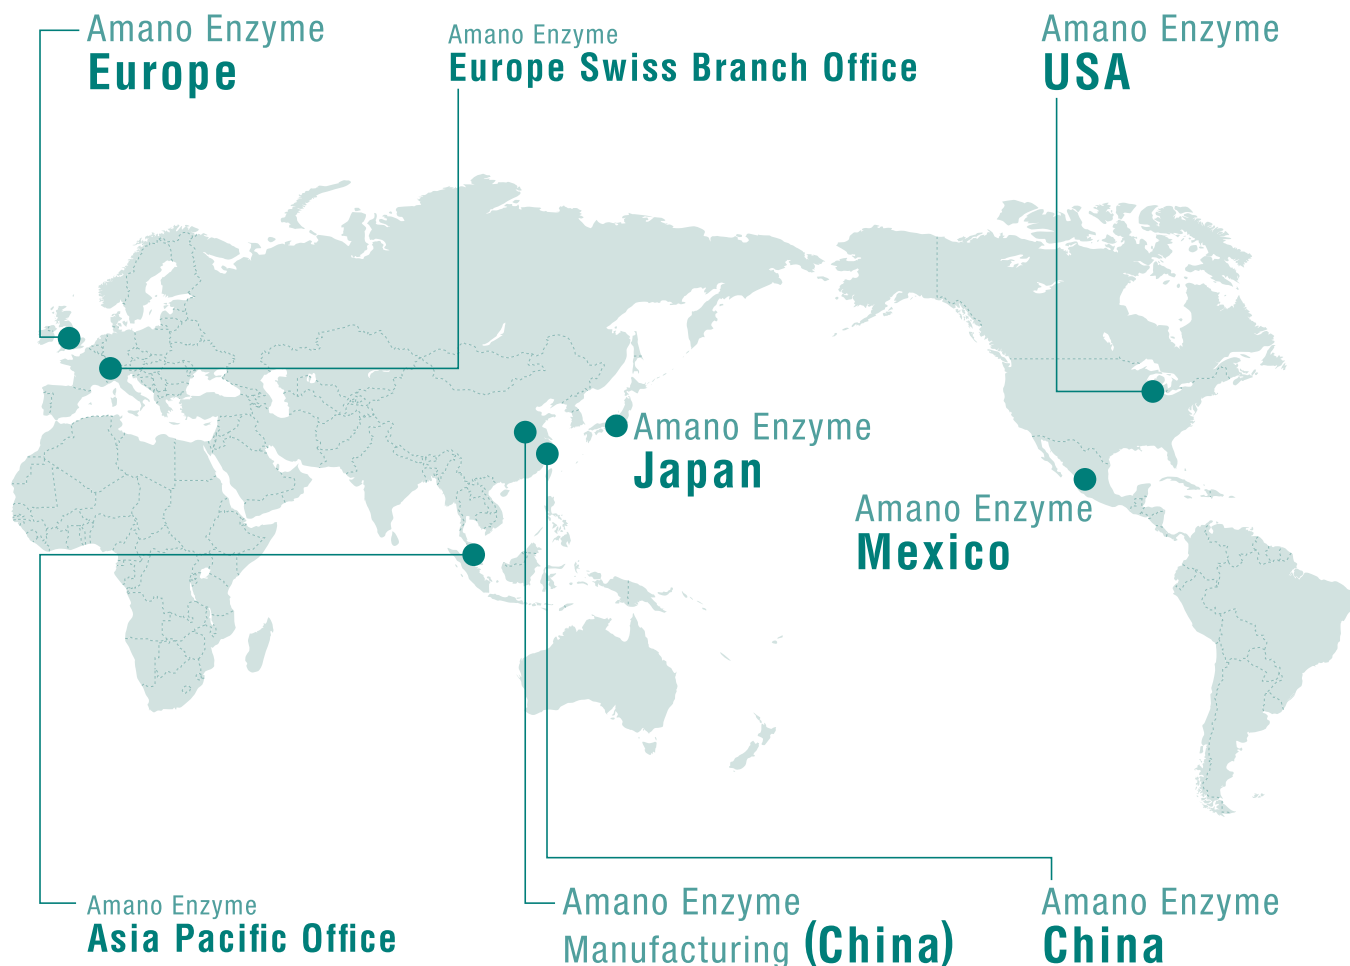 Amano Enzyme
Europe
Amano Enzyme
Europe Swiss Branch Office
Amano Enzyme
USA
Amano Enzyme
Japan
Amano Enzyme
Mexico
Amano Enzyme
Asia Pacific Office
Amano Enzyme
Manufacturing (China)
Amano Enzyme
China